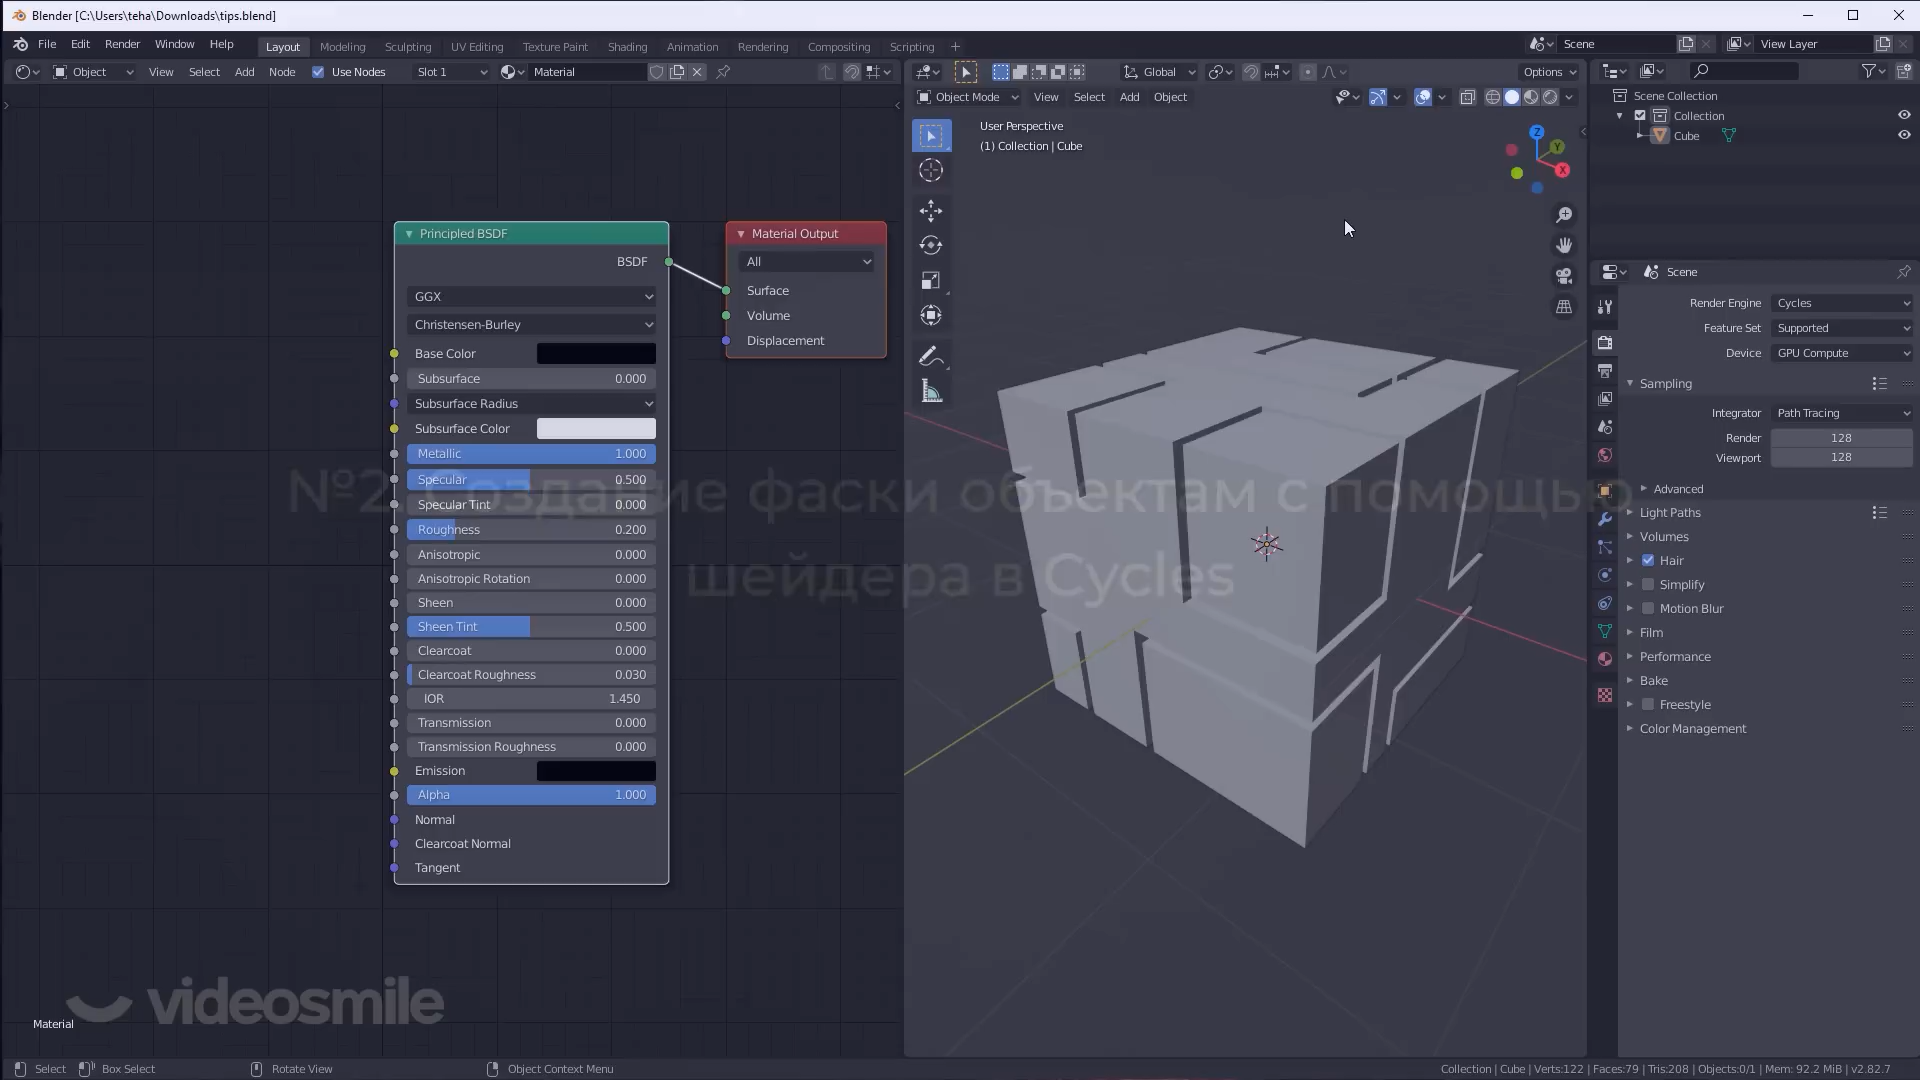 Blender [C:\Users\teha\Downloads\tips.blend]
File Edit Render Window Help Layout Modeling Sculpting UV Editing Texture Paint Shading Animation Rendering Compositing Scripting + Scene View Layer
Object View Select Add Node Use Nodes Slot 1 Material Global Options
Object Mode View Select Add Object
User Perspective
(1) Collection | Cube
Z
Y
X
Scene Collection
Collection
Cube
Principled BSDF
BSDF
GGX
Christensen-Burley
Base Color
Subsurface 0.000
Subsurface Radius
Subsurface Color
Metallic 1.000
Specular 0.500
Specular Tint 0.000
Roughness 0.200
Anisotropic 0.000
Anisotropic Rotation 0.000
Sheen 0.000
Sheen Tint 0.500
Clearcoat 0.000
Clearcoat Roughness 0.030
IOR 1.450
Transmission 0.000
Transmission Roughness 0.000
Emission
Alpha 1.000
Normal
Clearcoat Normal
Tangent
Material Output
All
Surface
Volume
Displacement
№2 Создание фаски объектам с помощью
шейдера в Cycles
Scene
Render Engine Cycles
Feature Set Supported
Device GPU Compute
Sampling
Integrator Path Tracing
Render 128
Viewport 128
Advanced
Light Paths
Volumes
Hair
Simplify
Motion Blur
Film
Performance
Bake
Freestyle
Color Management
videosmile
Material
Select Box Select Rotate View Object Context Menu Collection | Cube | Verts:122 | Faces:79 | Tris:208 | Objects:0/1 | Mem: 92.2 MiB | v2.82.7